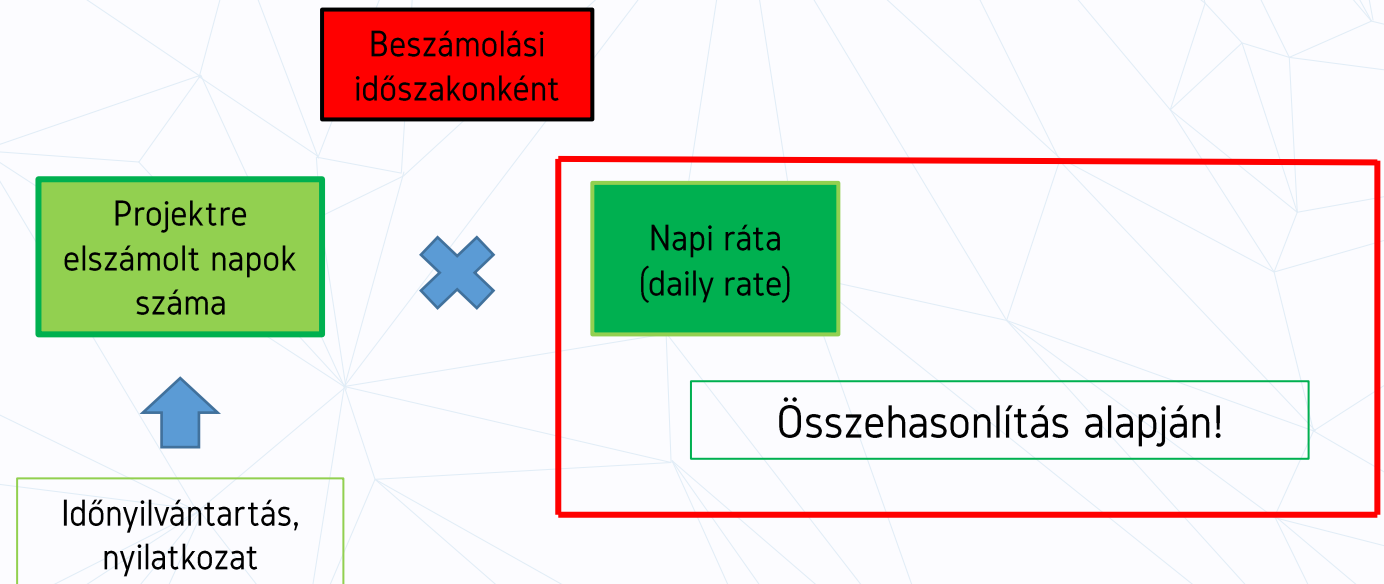 Beszámolási
időszakonként
Projektre
elszámolt napok
száma
Napi ráta
(daily rate)
Összehasonlítás alapján!
Időnyilvántartás,
nyilatkozat